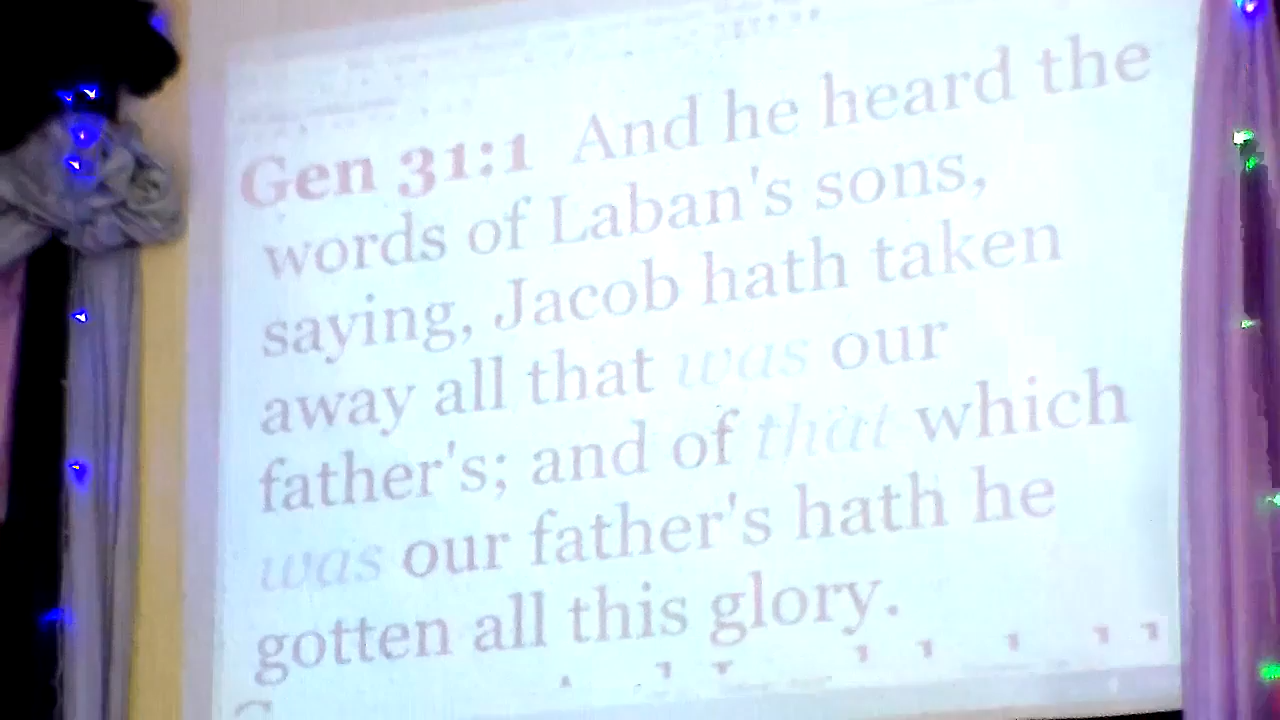 Gen 31:1 And he heard the
words of Laban's sons,
saying, Jacob hath taken
away all that was our
father's; and of that which
was our father's hath he
gotten all this glory.